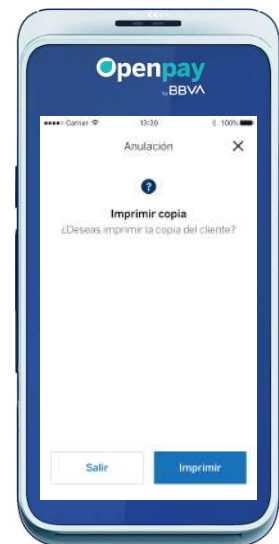 Openpay
by BBVA
Carrier 13:20 100%
Anulación
Imprimir copia
¿Deseas imprimir la copia del cliente?
Salir Imprimir